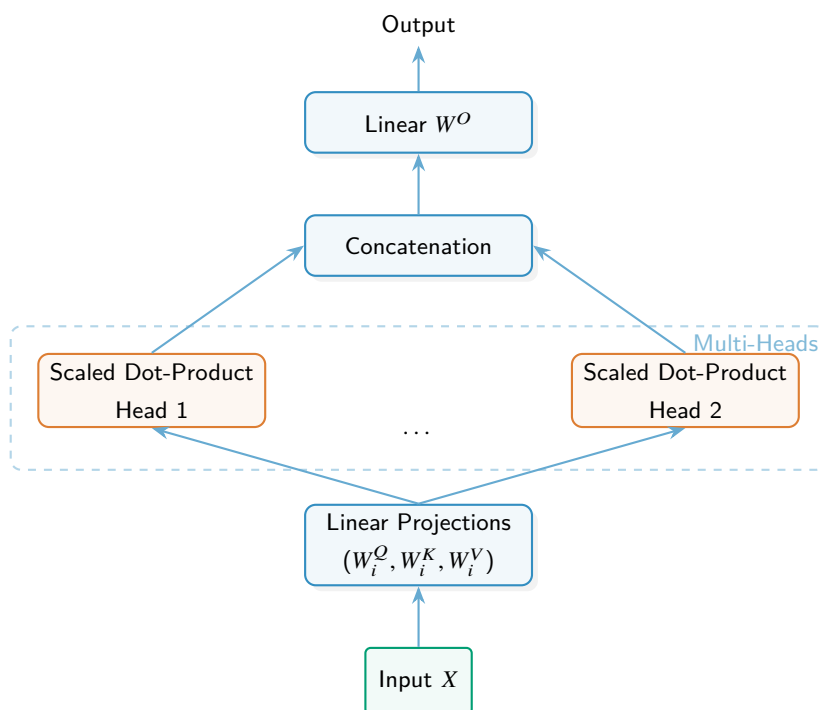 Output
Linear $W^O$
Concatenation
Multi-Heads
Scaled Dot-Product
Head 1
...
Scaled Dot-Product
Head 2
Linear Projections
$(W_i^Q, W_i^K, W_i^V)$
Input $X$